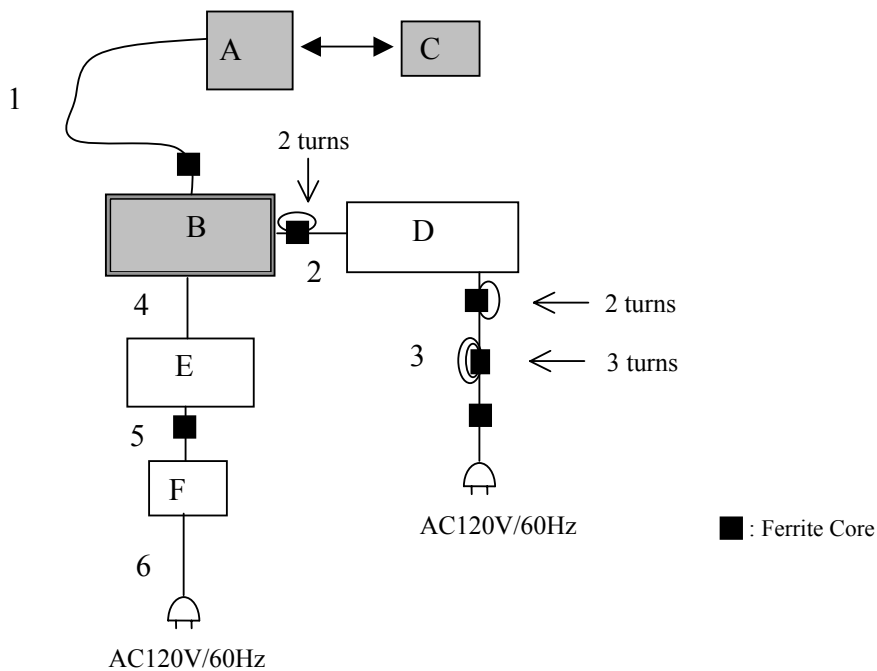 A
C
1
2 turns
B
D
2
4
2 turns
E
3
3 turns
5
F
AC120V/60Hz
: Ferrite Core
6
AC120V/60Hz